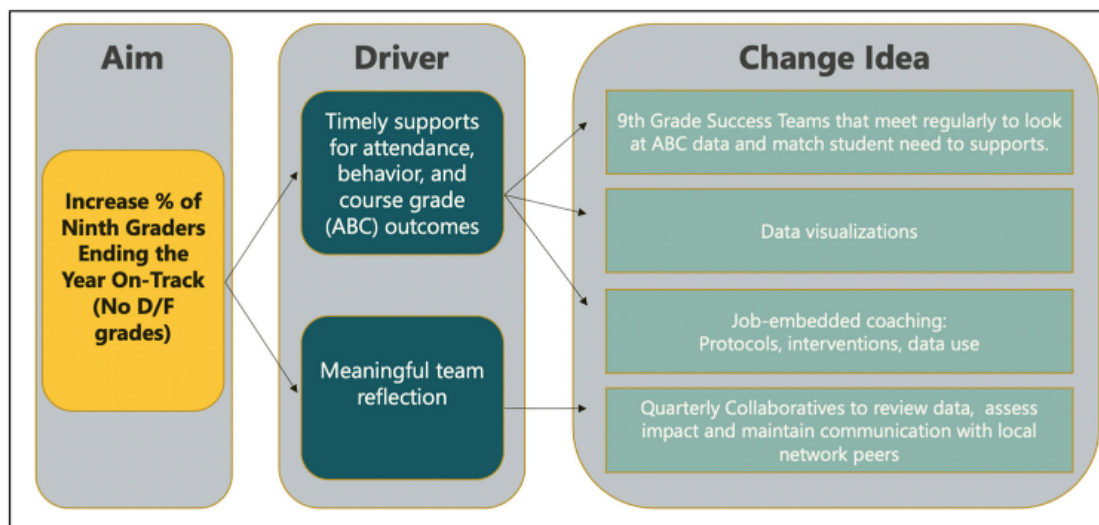 Aim
Increase % of
Ninth Graders
Ending the
Year On-Track
(No D/F
grades)
Driver
Timely supports
for attendance,
behavior, and
course grade
(ABC) outcomes
Meaningful team
reflection
Change Idea
9th Grade Success Teams that meet regularly to look
at ABC data and match student need to supports.
Data visualizations
Job-embedded coaching:
Protocols, interventions, data use
Quarterly Collaboratives to review data, assess
impact and maintain communication with local
network peers